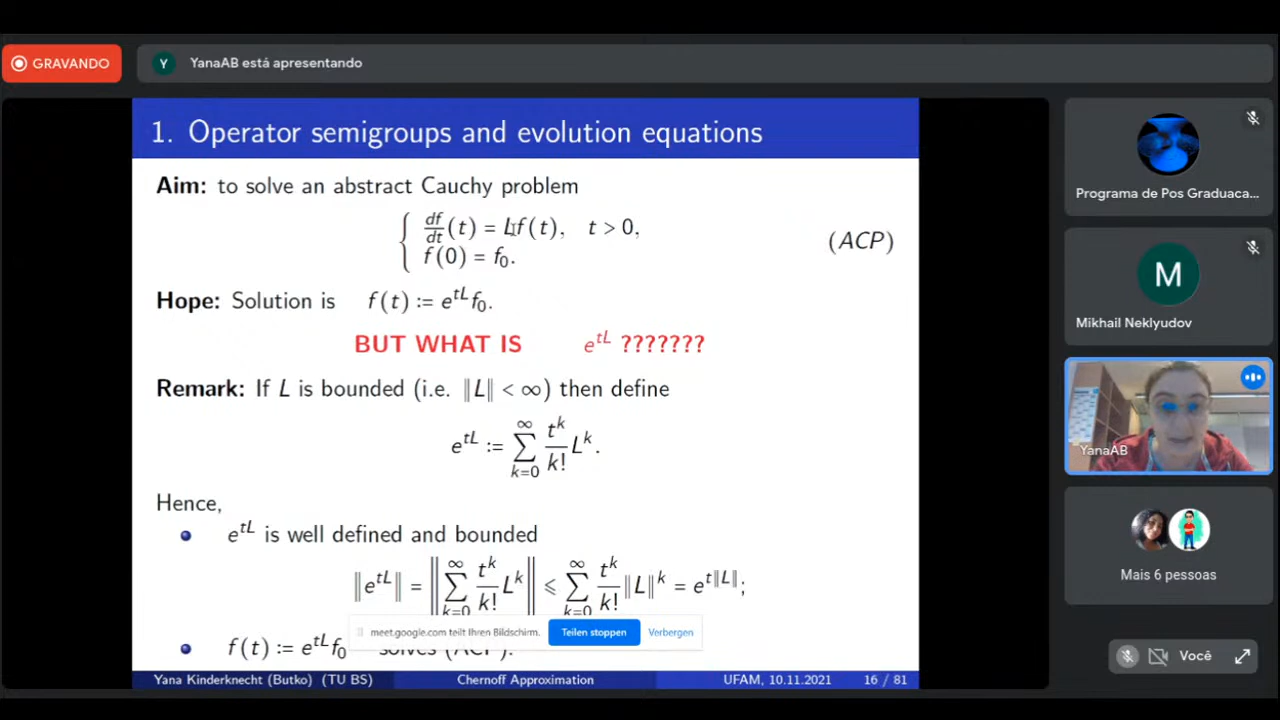 GRAVANDO
Y
YanaAB está apresentando
1. Operator semigroups and evolution equations
Aim: to solve an abstract Cauchy problem
{ df/dt (t) = Lf(t), t > 0,
f(0) = f₀. (ACP)
Hope: Solution is f(t) := e^{tL}f₀.
BUT WHAT IS e^{tL} ???????
Remark: If L is bounded (i.e. ‖L‖ < ∞) then define
e^{tL} := ∑_{k=0}^{∞} t^k/k! L^k.
Hence,
• e^{tL} is well defined and bounded
‖e^{tL}‖ = ‖∑_{k=0}^{∞} t^k/k! L^k‖ ⩽ ∑_{k=0}^{∞} t^k/k! ‖L‖^k = e^{t‖L‖};
meet.google.com teilt Ihren Bildschirm. Teilen stoppen Verbergen
• f(t) := e^{tL}f₀ solves (ACP).
Yana Kinderknecht (Butko) (TU BS) Chernoff Approximation UFAM, 10.11.2021 16 / 81
Programa de Pos Graduaca...
M
Mikhail Neklyudov
YanaAB
Mais 6 pessoas
Você